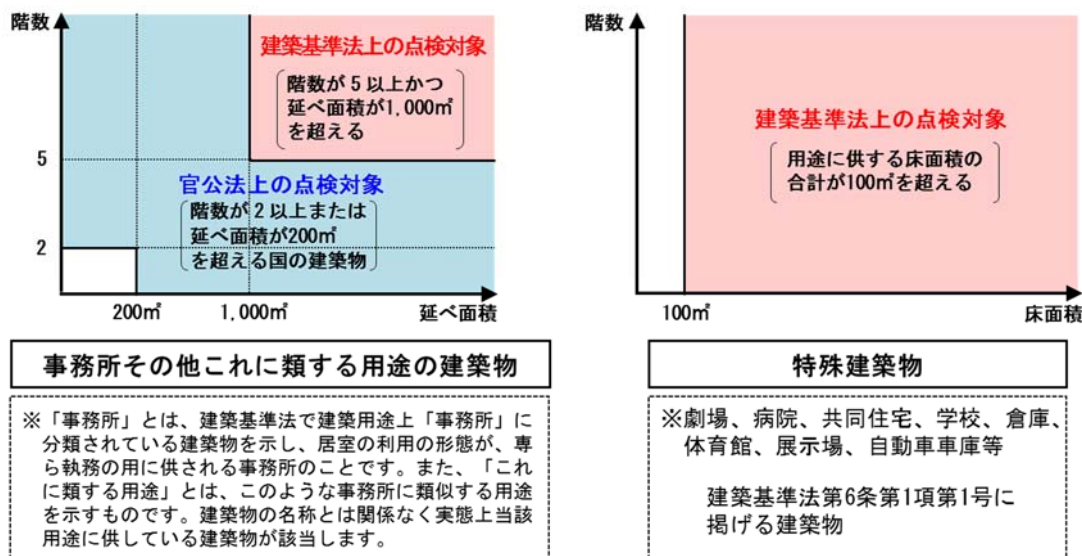 階数
建築基準法上の点検対象
階数が5以上かつ
延べ面積が1,000㎡
を超える
5
官公法上の点検対象
階数が2以上または
延べ面積が200㎡
を超える国の建築物
2
200㎡
1,000㎡
延べ面積
事務所その他これに類する用途の建築物
※「事務所」とは、建築基準法で建築用途上「事務所」に
分類されている建築物を示し、居室の利用の形態が、専
ら執務の用に供される事務所のことです。また、「これ
に類する用途」とは、このような事務所に類似する用途
を示すものです。建築物の名称とは関係なく実態上当該
用途に供している建築物が該当します。
階数
建築基準法上の点検対象
用途に供する床面積の
合計が100㎡を超える
100㎡
床面積
特殊建築物
※劇場、病院、共同住宅、学校、倉庫、
体育館、展示場、自動車車庫等
建築基準法第6条第1項第1号に
掲げる建築物